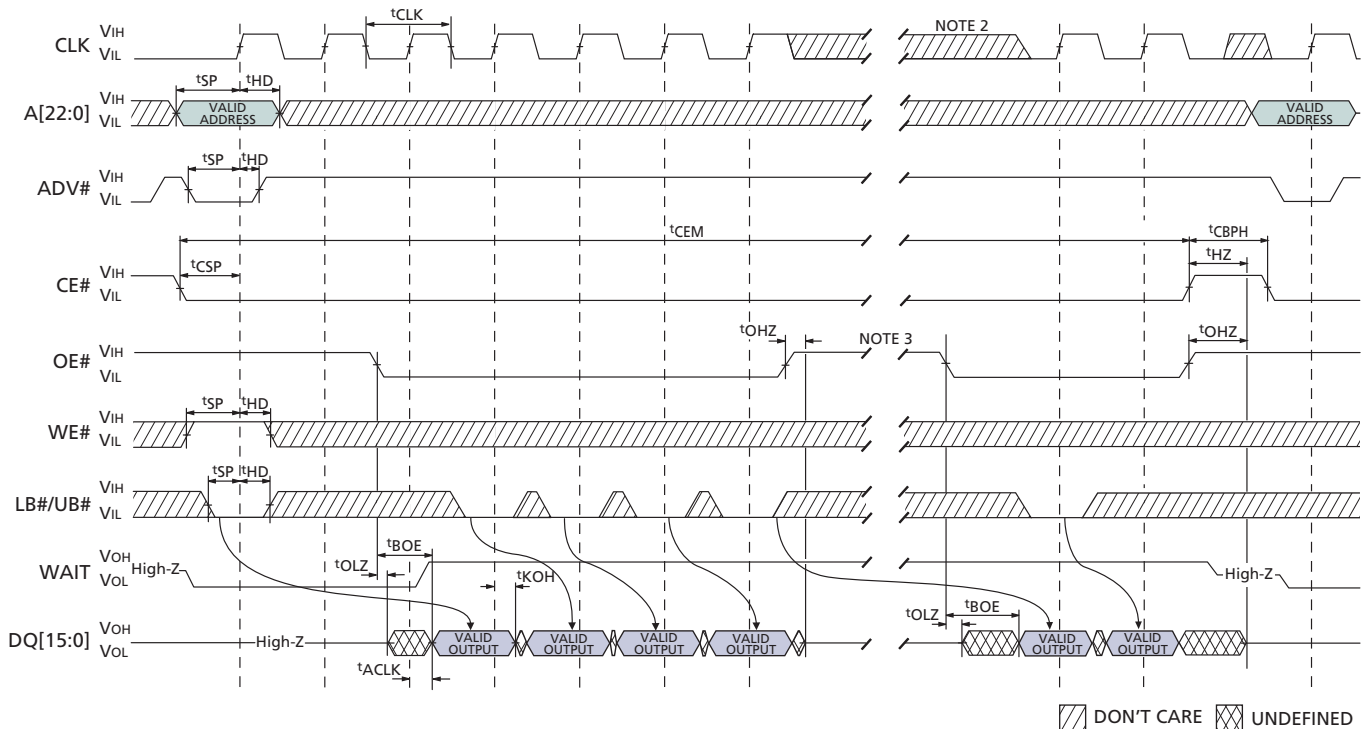 tCLK
CLK VIH VIL NOTE 2
tSP tHD
A[22:0] VIH VIL VALID ADDRESS VALID ADDRESS
tSP tHD
ADV# VIH VIL
tCEM tCBPH
tCSP tHZ
CE# VIH VIL
tOHZ NOTE 3 tOHZ
OE# VIH VIL
tSP tHD
WE# VIH VIL
tSP tHD
LB#/UB# VIH VIL
tBOE
WAIT VOH VOL High-Z tOLZ tKOH High-Z
tOLZ tBOE
DQ[15:0] VOH VOL High-Z VALID OUTPUT VALID OUTPUT VALID OUTPUT VALID OUTPUT VALID OUTPUT VALID OUTPUT
tACLK
DON'T CARE UNDEFINED